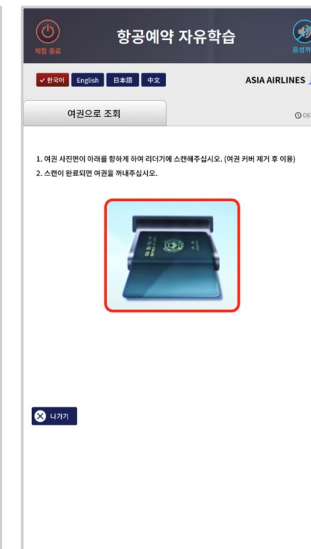 항공예약 자유학습
체험 종료
한국어 English 日本語 中文
ASIA AIRLINES
여권으로 조회
1. 여권 사진면이 아래를 향하게 하여 리더기에 스캔해주십시오. (여권 커버 제거 후 이용)
2. 스캔이 완료되면 여권을 꺼내주십시오.
나가기